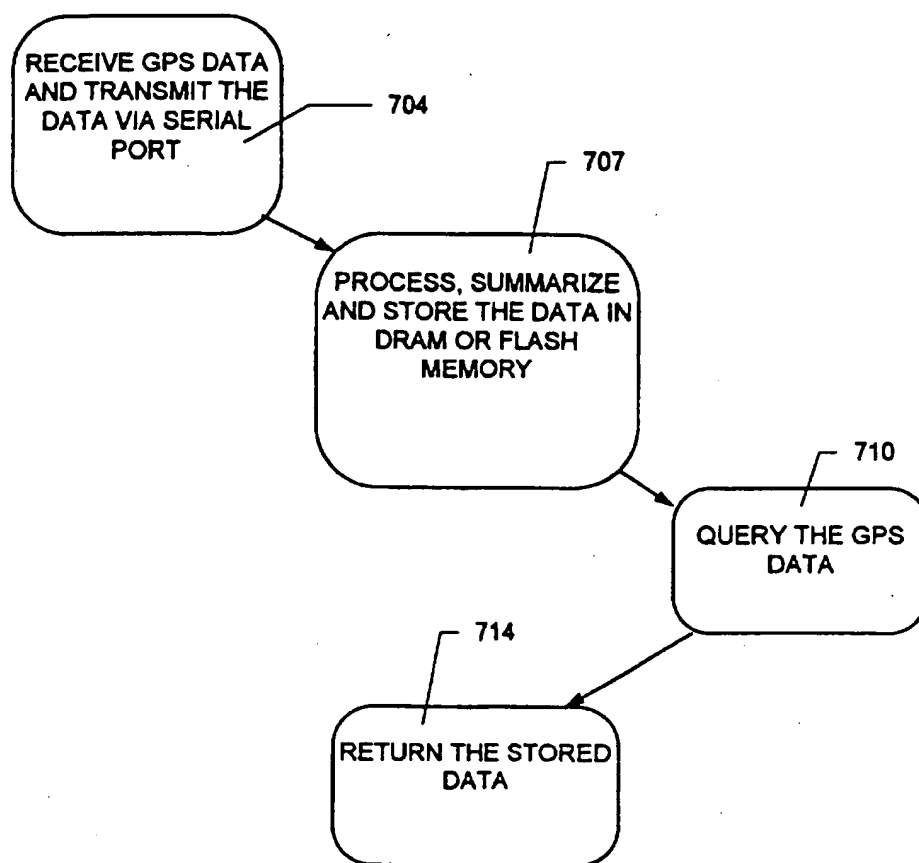 RECEIVE GPS DATA
AND TRANSMIT THE
DATA VIA SERIAL
PORT
704
707
PROCESS, SUMMARIZE
AND STORE THE DATA IN
DRAM OR FLASH
MEMORY
710
QUERY THE GPS
DATA
714
RETURN THE STORED
DATA